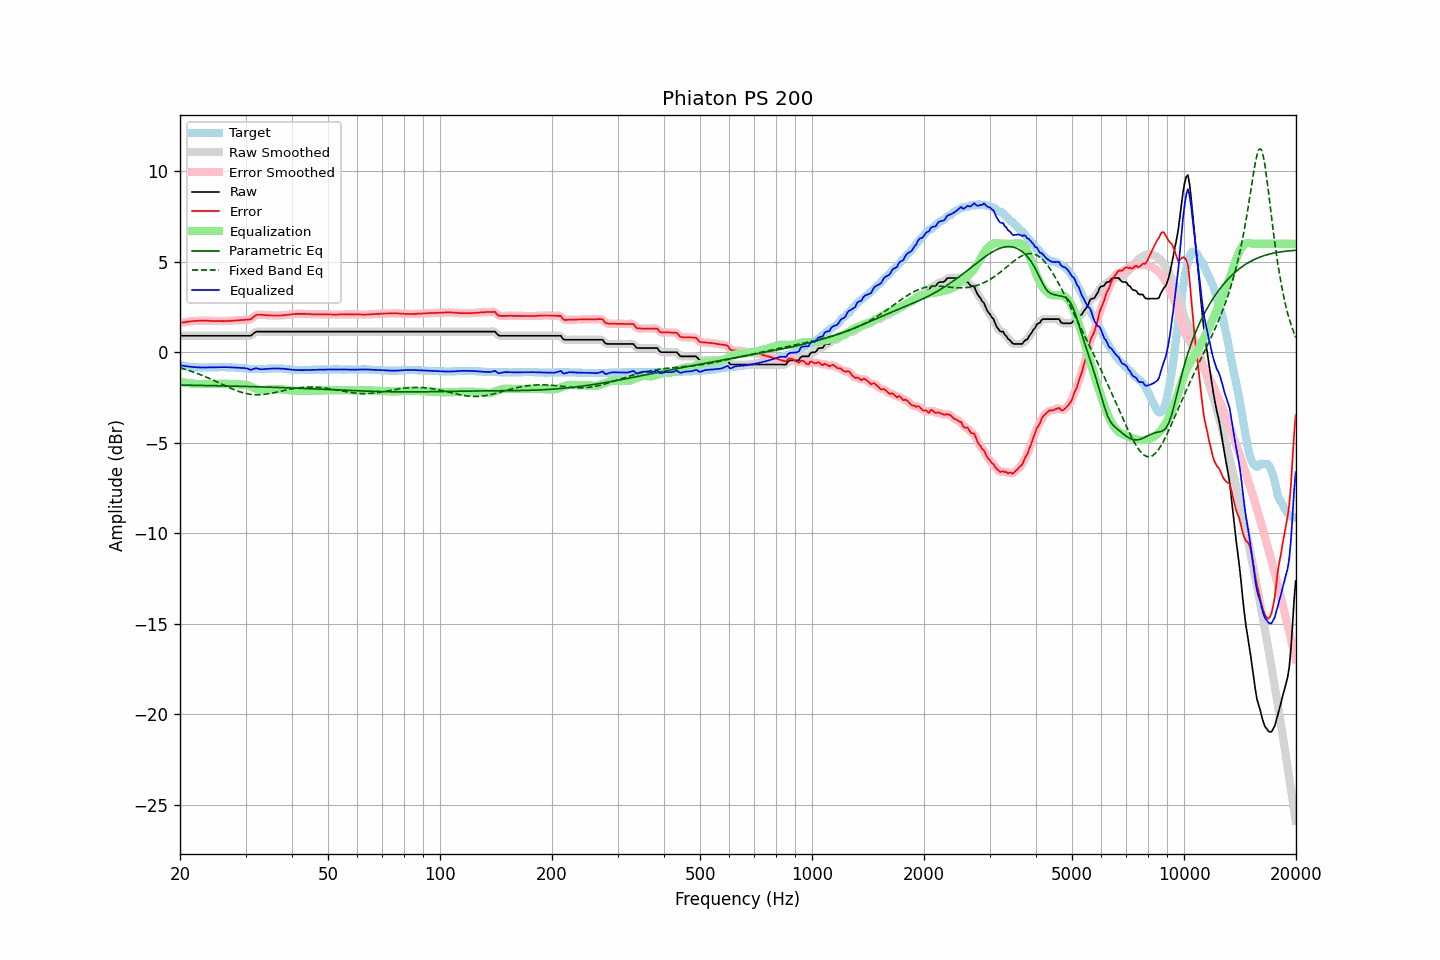 Phiaton PS 200
Target
Raw Smoothed
Error Smoothed
Raw
Error
Equalization
Parametric Eq
Fixed Band Eq
Equalized
10
5
0
−5
−10
−15
−20
−25
Amplitude (dBr)
20
50
100
200
500
1000
2000
5000
10000
20000
Frequency (Hz)